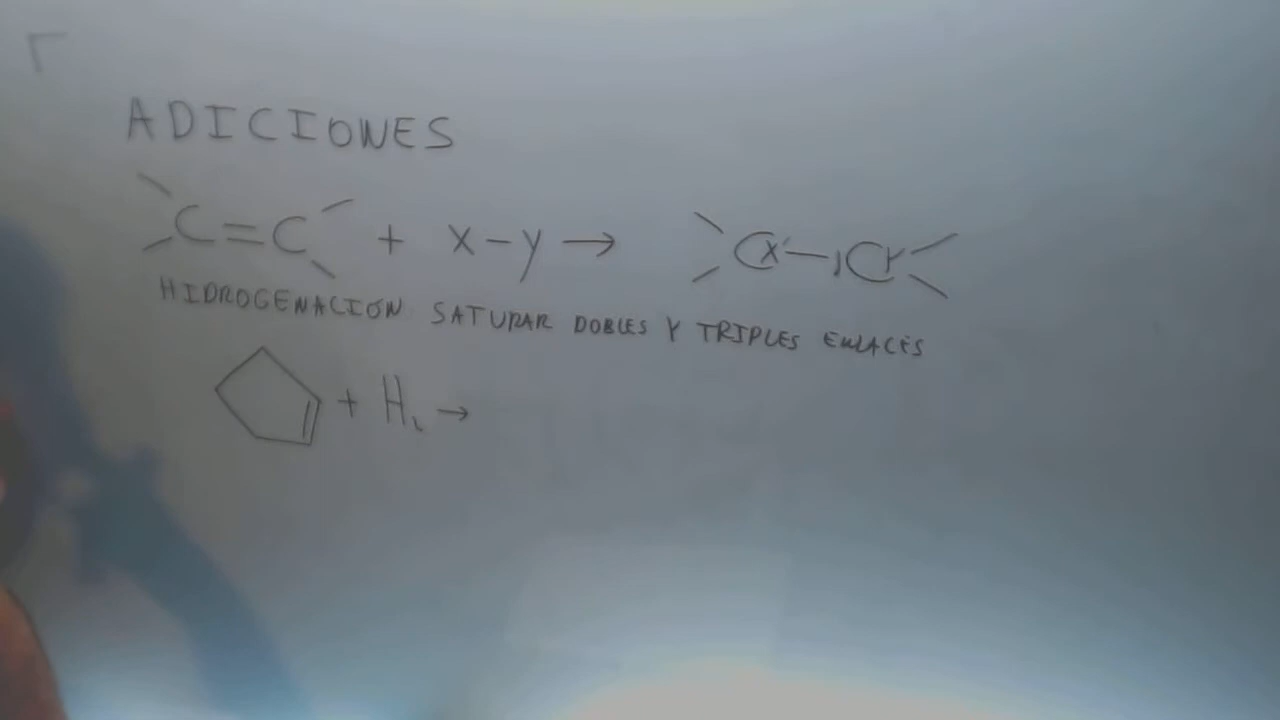 ADICIONES
C=C + X-Y → CX-CY
HIDROGENACIÓN: SATURAR DOBLES Y TRIPLES ENLACES
+ H₂ →